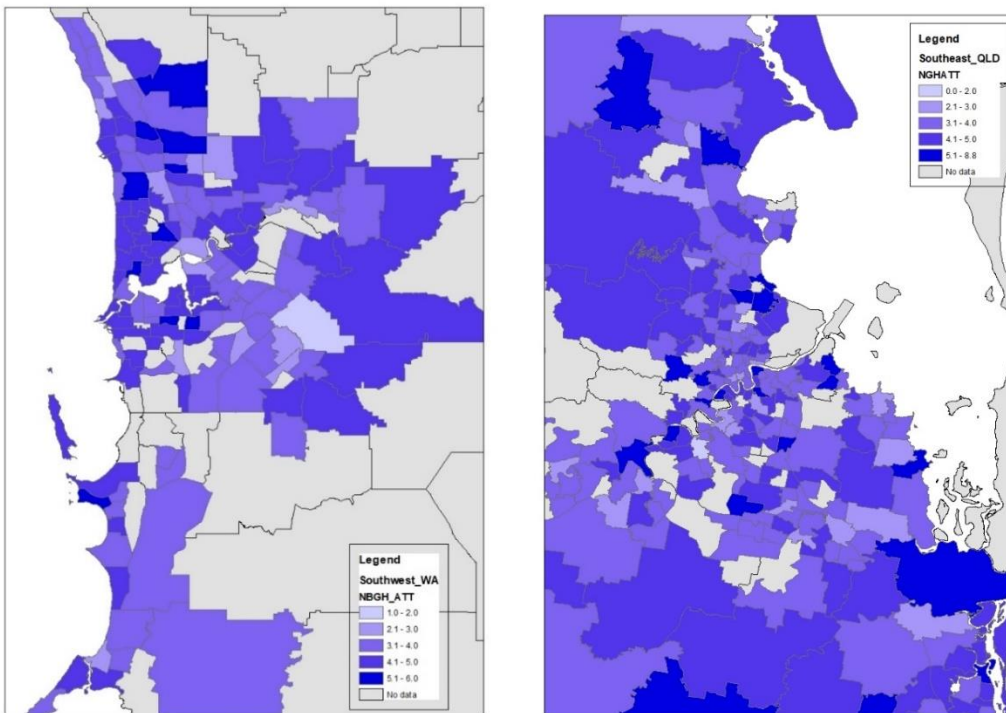 Legend
Southwest_WA
NBGH_ATT
1.0 - 2.0
2.1 - 3.0
3.1 - 4.0
4.1 - 5.0
5.1 - 6.0
No data
Legend
Southeast_QLD
NGHATT
0.0 - 2.0
2.1 - 3.0
3.1 - 4.0
4.1 - 5.0
5.1 - 8.8
No data